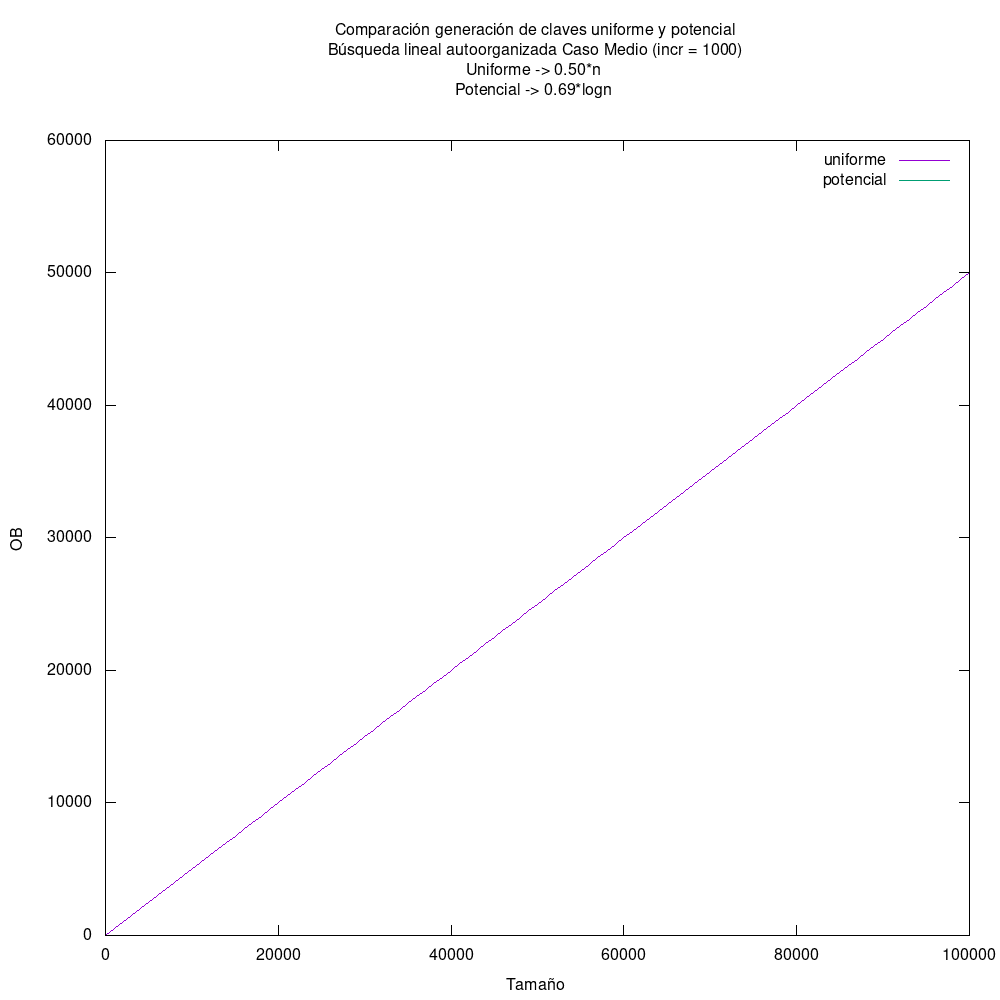 Comparación generación de claves uniforme y potencial
Búsqueda lineal autoorganizada Caso Medio (incr = 1000)
Uniforme -> 0.50*n
Potencial -> 0.69*logn
uniforme
potencial
60000
50000
40000
30000
20000
10000
0
OB
0 20000 40000 60000 80000 100000
Tamaño